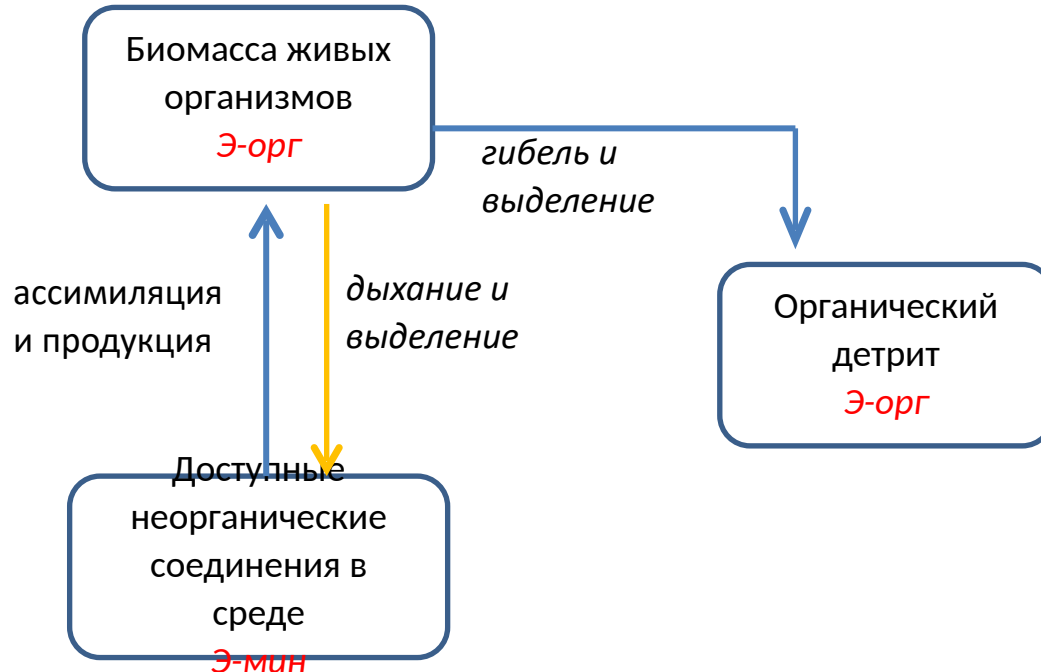 Биомасса живых
организмов
Э-орг
гибель и
выделение
ассимиляция
и продукция
дыхание и
выделение
Органический
детрит
Э-орг
Доступные
неорганические
соединения в
среде
Э-мин